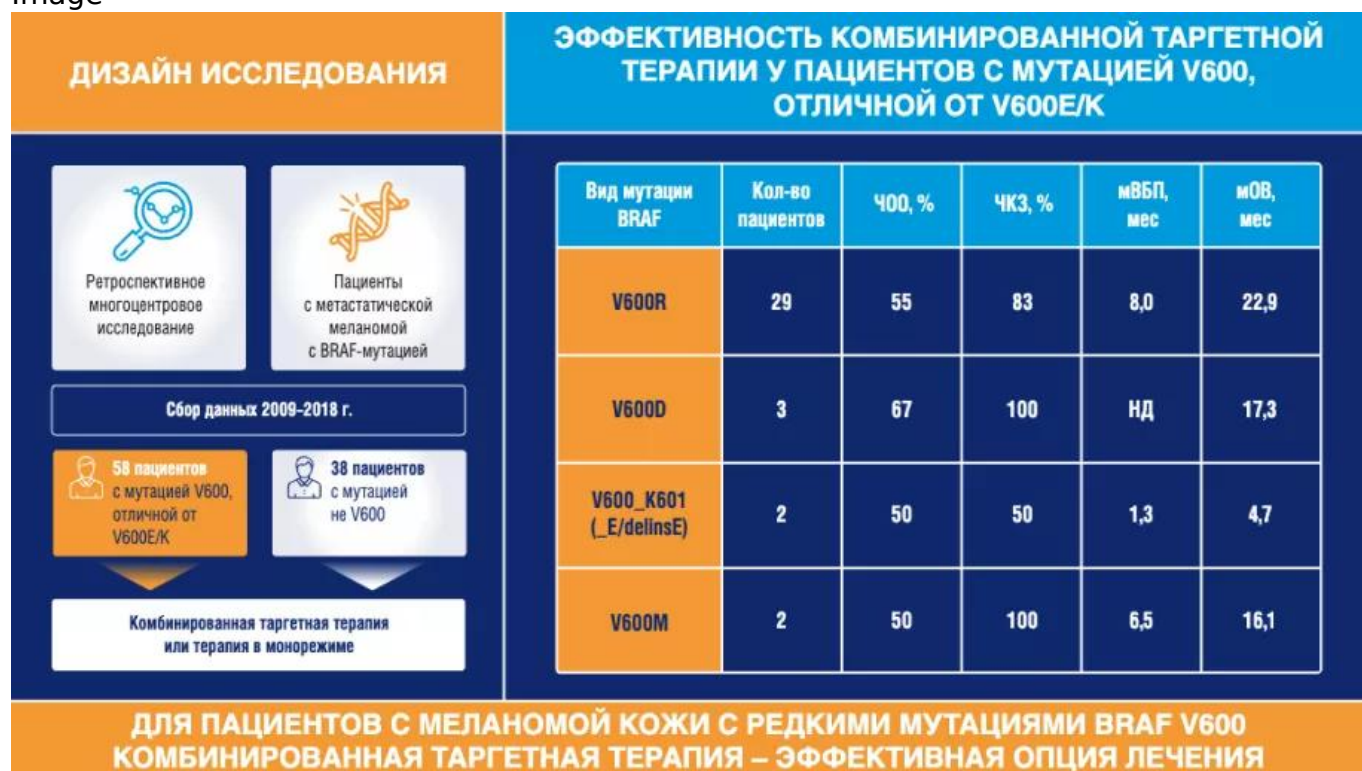 Image
ДИЗАЙН ИССЛЕДОВАНИЯ
Ретроспективное
многоцентровое
исследование
Пациенты
с метастатической
меланомой
с BRAF-мутацией
Сбор данных 2009–2018 г.
58 пациентов
с мутацией V600,
отличной от
V600E/K
38 пациентов
с мутацией
не V600
Комбинированная таргетная терапия
или терапия в монорежиме
ЭФФЕКТИВНОСТЬ КОМБИНИРОВАННОЙ ТАРГЕТНОЙ
ТЕРАПИИ У ПАЦИЕНТОВ С МУТАЦИЕЙ V600,
ОТЛИЧНОЙ ОТ V600E/K
Вид мутации BRAF Кол-во пациентов ЧОО, % ЧКЗ, % мВБП, мес мОВ, мес
V600R 29 55 83 8,0 22,9
V600D 3 67 100 НД 17,3
V600_K601 (_E/delinsE) 2 50 50 1,3 4,7
V600M 2 50 100 6,5 16,1
ДЛЯ ПАЦИЕНТОВ С МЕЛАНОМОЙ КОЖИ С РЕДКИМИ МУТАЦИЯМИ BRAF V600
КОМБИНИРОВАННАЯ ТАРГЕТНАЯ ТЕРАПИЯ – ЭФФЕКТИВНАЯ ОПЦИЯ ЛЕЧЕНИЯ